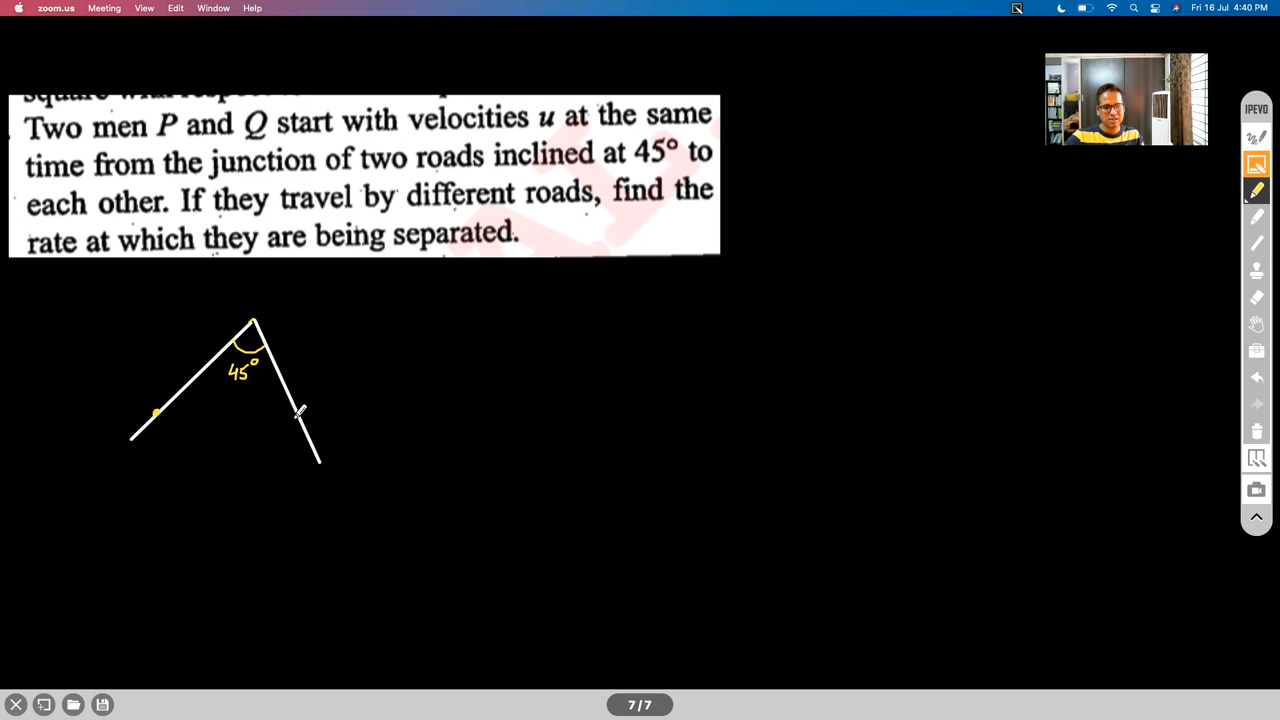 zoom.us Meeting View Edit Window Help
Fri 16 Jul 4:40 PM
IPEVO
Two men P and Q start with velocities u at the same
time from the junction of two roads inclined at 45° to
each other. If they travel by different roads, find the
rate at which they are being separated.
45°
7/7